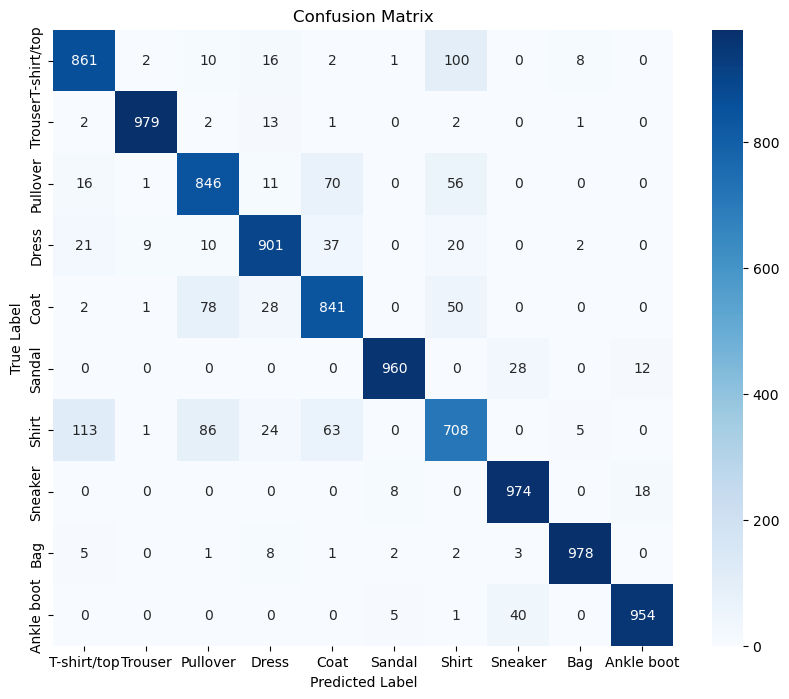 Confusion Matrix
T-shirt/top 861 2 10 16 2 1 100 0 8 0
Trouser 2 979 2 13 1 0 2 0 1 0
Pullover 16 1 846 11 70 0 56 0 0 0
Dress 21 9 10 901 37 20 0 2 0
Coat 2 1 78 28 841 0 50 0 0 0
Sandal 0 0 0 0 0 960 0 28 0 12
Shirt 113 1 86 24 63 0 708 0 5 0
Sneaker 0 0 0 0 0 8 0 974 0 18
Bag 5 0 1 8 1 2 2 3 978 0
Ankle boot 0 0 0 0 0 5 1 40 0 954
T-shirt/top Trouser Pullover Dress Coat Sandal Shirt Sneaker Bag Ankle boot
Predicted Label
True Label
800
600
400
200
0